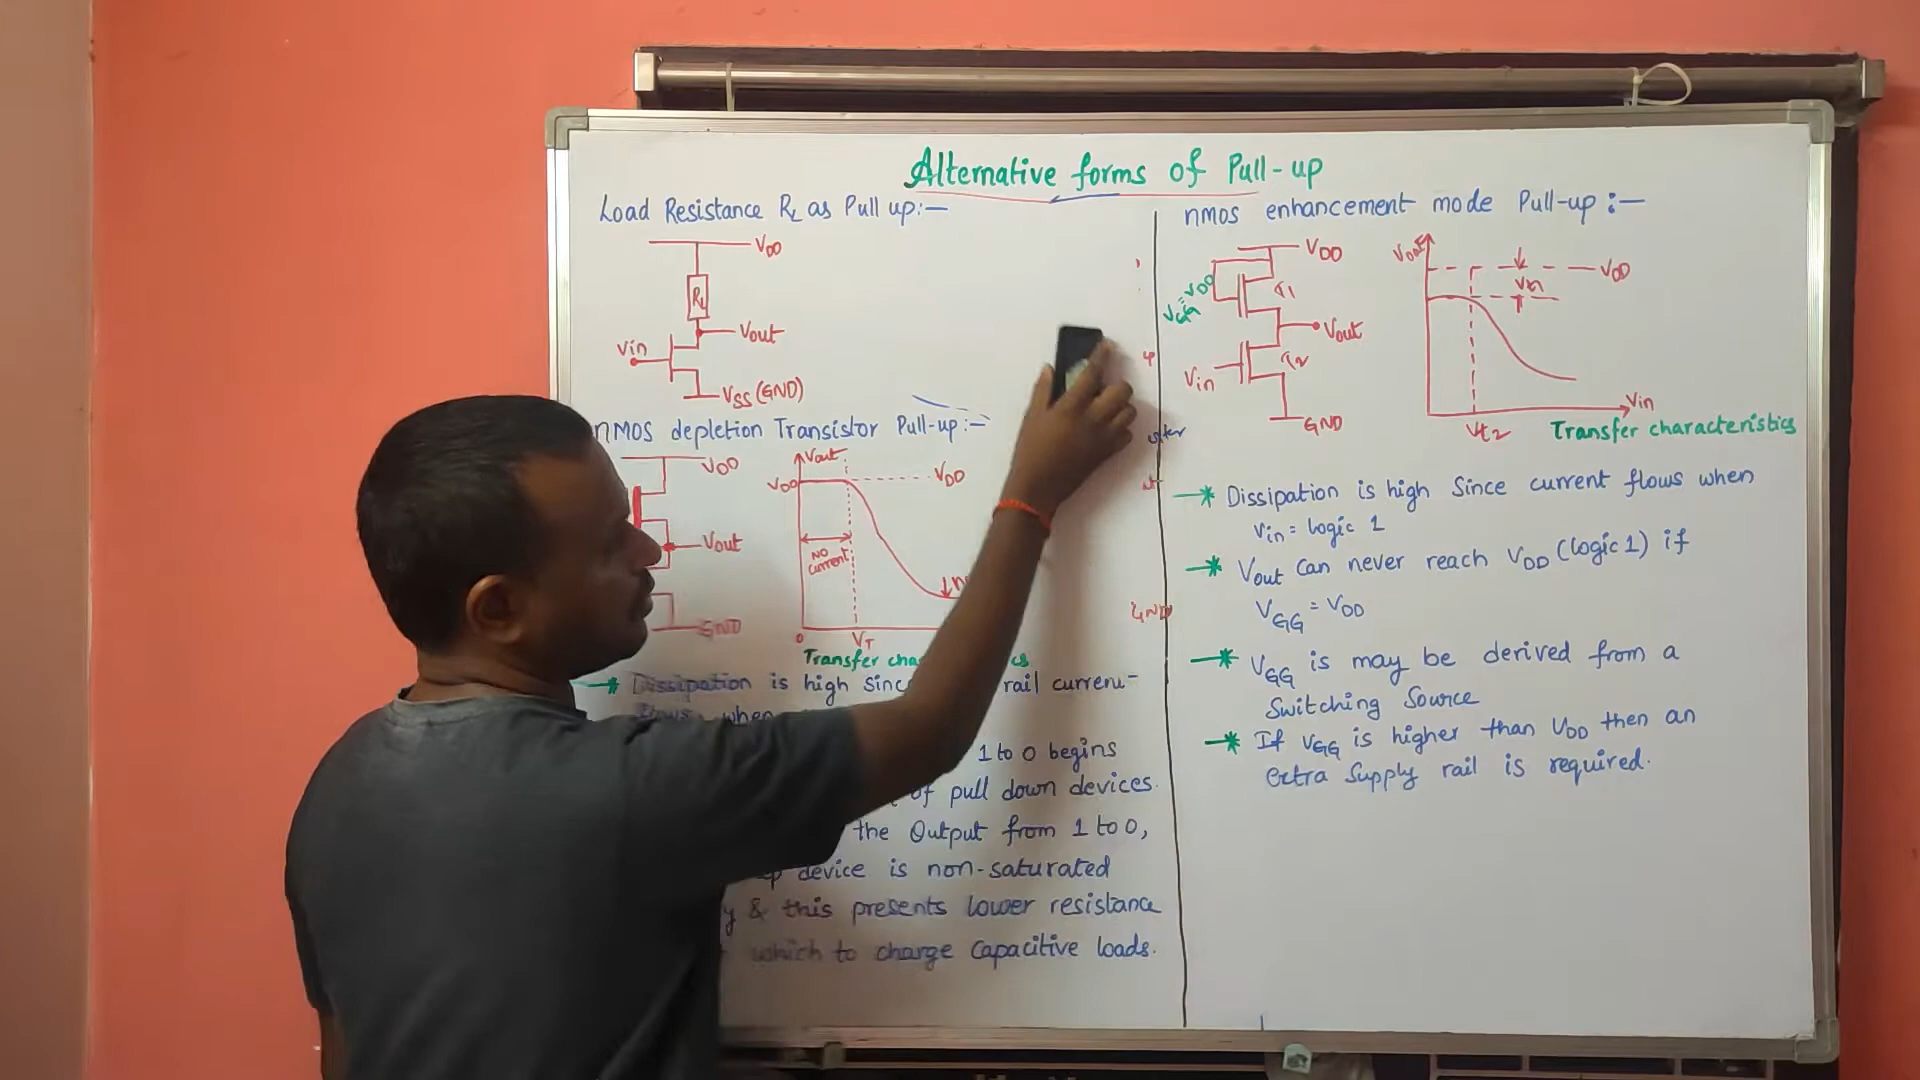 Alternative forms of Pull-up
Load Resistance RL as Pull up:-
VDD
RL
Vout
Vin
VSS (GND)
nMOS depletion Transistor Pull-up:-
VDD
Vout
GND
Vout
VDD
VDD
NO
current
0
VT
Transfer
Dissipation is high Since rail current
flows when
1 to 0 begins
of pull down devices.
the Output from 1 to 0,
device is non-saturated
& this presents lower resistance
which to charge Capacitive loads.
GND
nmos enhancement mode Pull-up:-
VDD
VGG=VDD
T1
Vout
Vin
T2
GND
Vout
VDD
Vin
Vt2
Transfer characteristics
* Dissipation is high Since current flows when
Vin = logic 1
* Vout Can never reach VDD (logic 1) if
VGG = VDD
* VGG is may be derived from a
Switching Source
* If VGG is higher than VDD then an
Extra Supply rail is required.